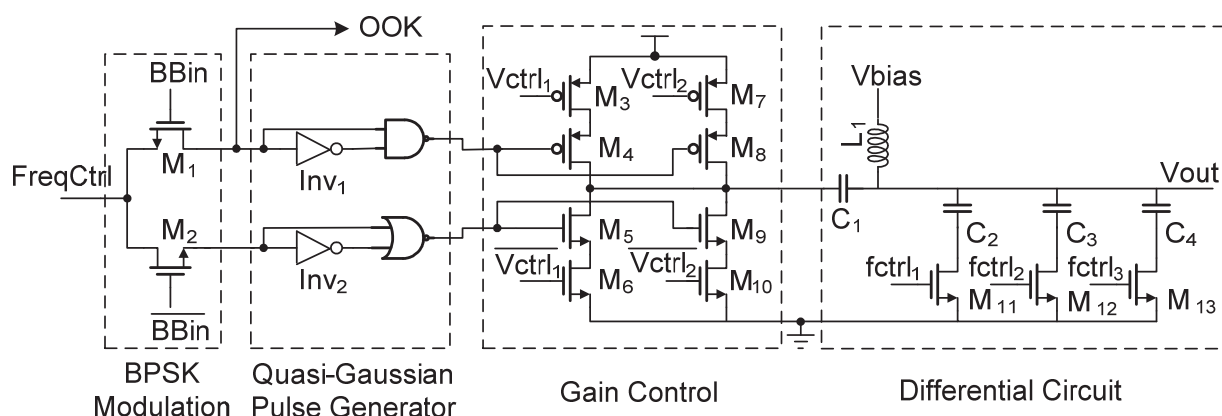 OOK
BBin
M1
FreqCtrl
M2
BBin
BPSK
Modulation
Inv1
Inv2
Quasi-Gaussian
Pulse Generator
Vctrl1
M3
Vctrl2
M7
M4
M8
M5
M9
Vctrl1
M6
Vctrl2
M10
Gain Control
Vbias
L1
C1
Vout
C2
C3
C4
fctrl1
M11
fctrl2
M12
fctrl3
M13
Differential Circuit